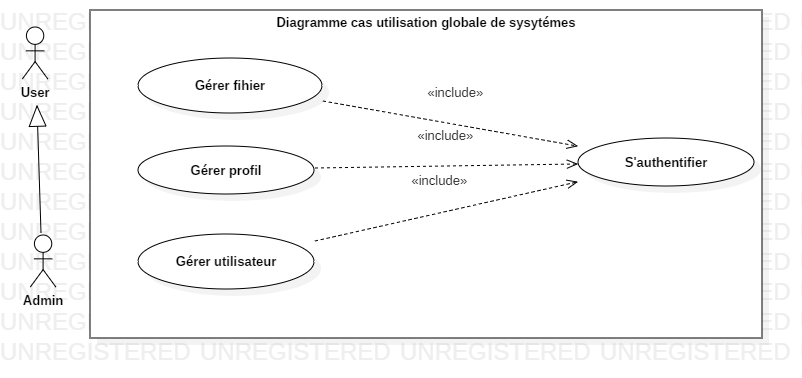 Diagramme cas utilisation globale de sysytémes
User
Gérer fihier
«include»
«include»
Gérer profil
S'authentifier
«include»
Gérer utilisateur
Admin
UNREGISTERED UNREGISTERED UNREGISTERED UNREGISTERED